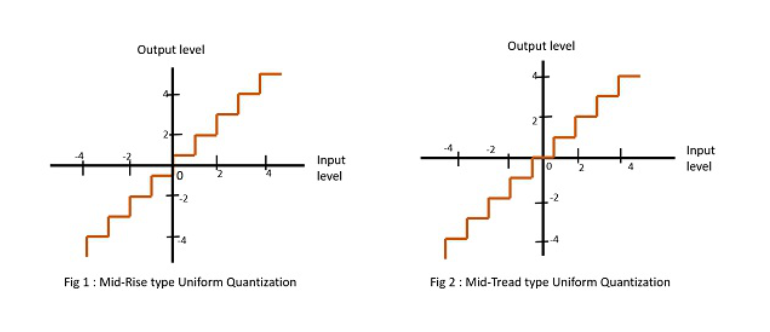 Output level
4
2
-4
-2
0
2
4
Input
level
-2
-4
Fig 1 : Mid-Rise type Uniform Quantization
Output level
4
2
-4
-2
0
2
4
Input
level
-2
-4
Fig 2 : Mid-Tread type Uniform Quantization